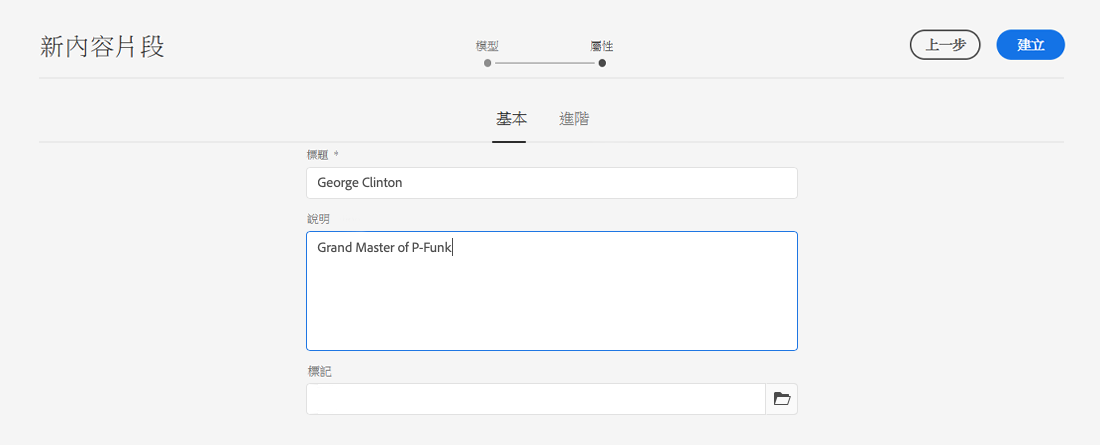 新內容片段
模型
屬性
上一步
建立
基本
進階
標題 *
George Clinton
說明
Grand Master of P-Funk
標記